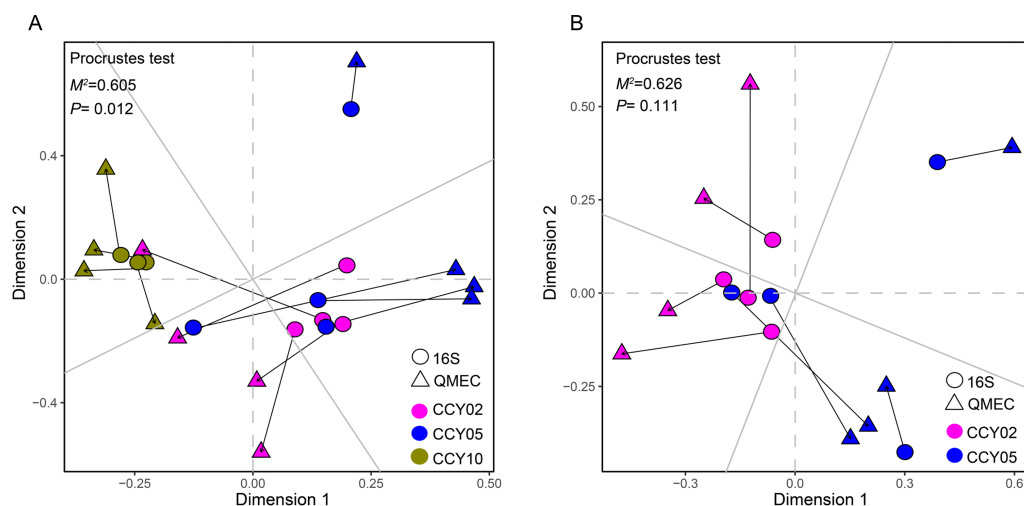 A
Procrustes test
M²=0.605
P= 0.012
Dimension 2
0.4
0.0
−0.4
16S
QMEC
CCY02
CCY05
CCY10
−0.25
0.00
0.25
0.50
Dimension 1
B
Procrustes test
M²=0.626
P= 0.111
Dimension 2
0.50
0.25
0.00
−0.25
16S
QMEC
CCY02
CCY05
−0.3
0.0
0.3
0.6
Dimension 1